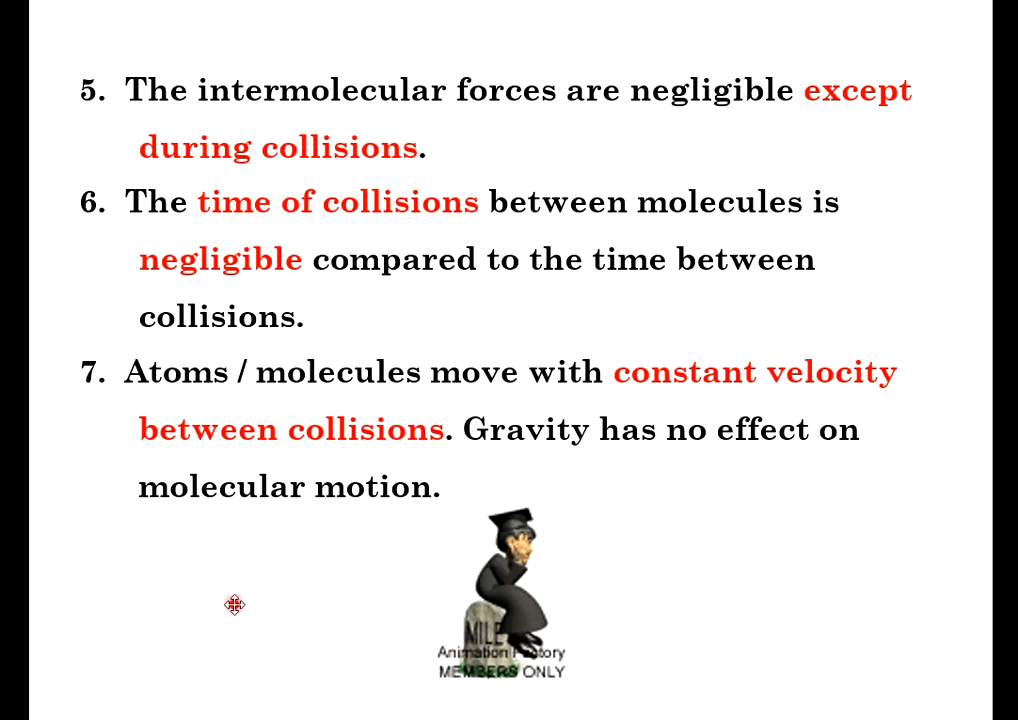 5. The intermolecular forces are negligible except
during collisions.
6. The time of collisions between molecules is
negligible compared to the time between
collisions.
7. Atoms / molecules move with constant velocity
between collisions. Gravity has no effect on
molecular motion.
MILE
Animation Factory
MEMBERS ONLY